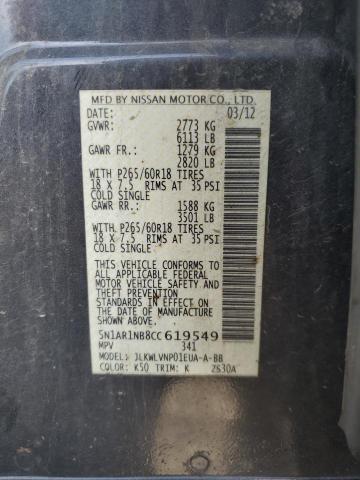 MFD BY NISSAN MOTOR CO., LTD.
DATE: 03/12
GVWR: 2773 KG
6113 LB
GAWR FR.: 1279 KG
2820 LB
WITH P265/60R18 TIRES
18 X 7.5 RIMS AT 35 PSI
COLD SINGLE
GAWR RR.: 1588 KG
3501 LB
WITH P265/60R18 TIRES
18 X 7.5 RIMS AT 35 PSI
COLD SINGLE
THIS VEHICLE CONFORMS TO
ALL APPLICABLE FEDERAL
MOTOR VEHICLE SAFETY AND
THEFT PREVENTION
STANDARDS IN EFFECT ON
THE DATE OF MANUFACTURE
SHOWN ABOVE.
5N1AR1NB8CC619549
MPV 341
MODEL: JLKWLVNP01EUA-A-BB
COLOR: K50 TRIM: K Z630A